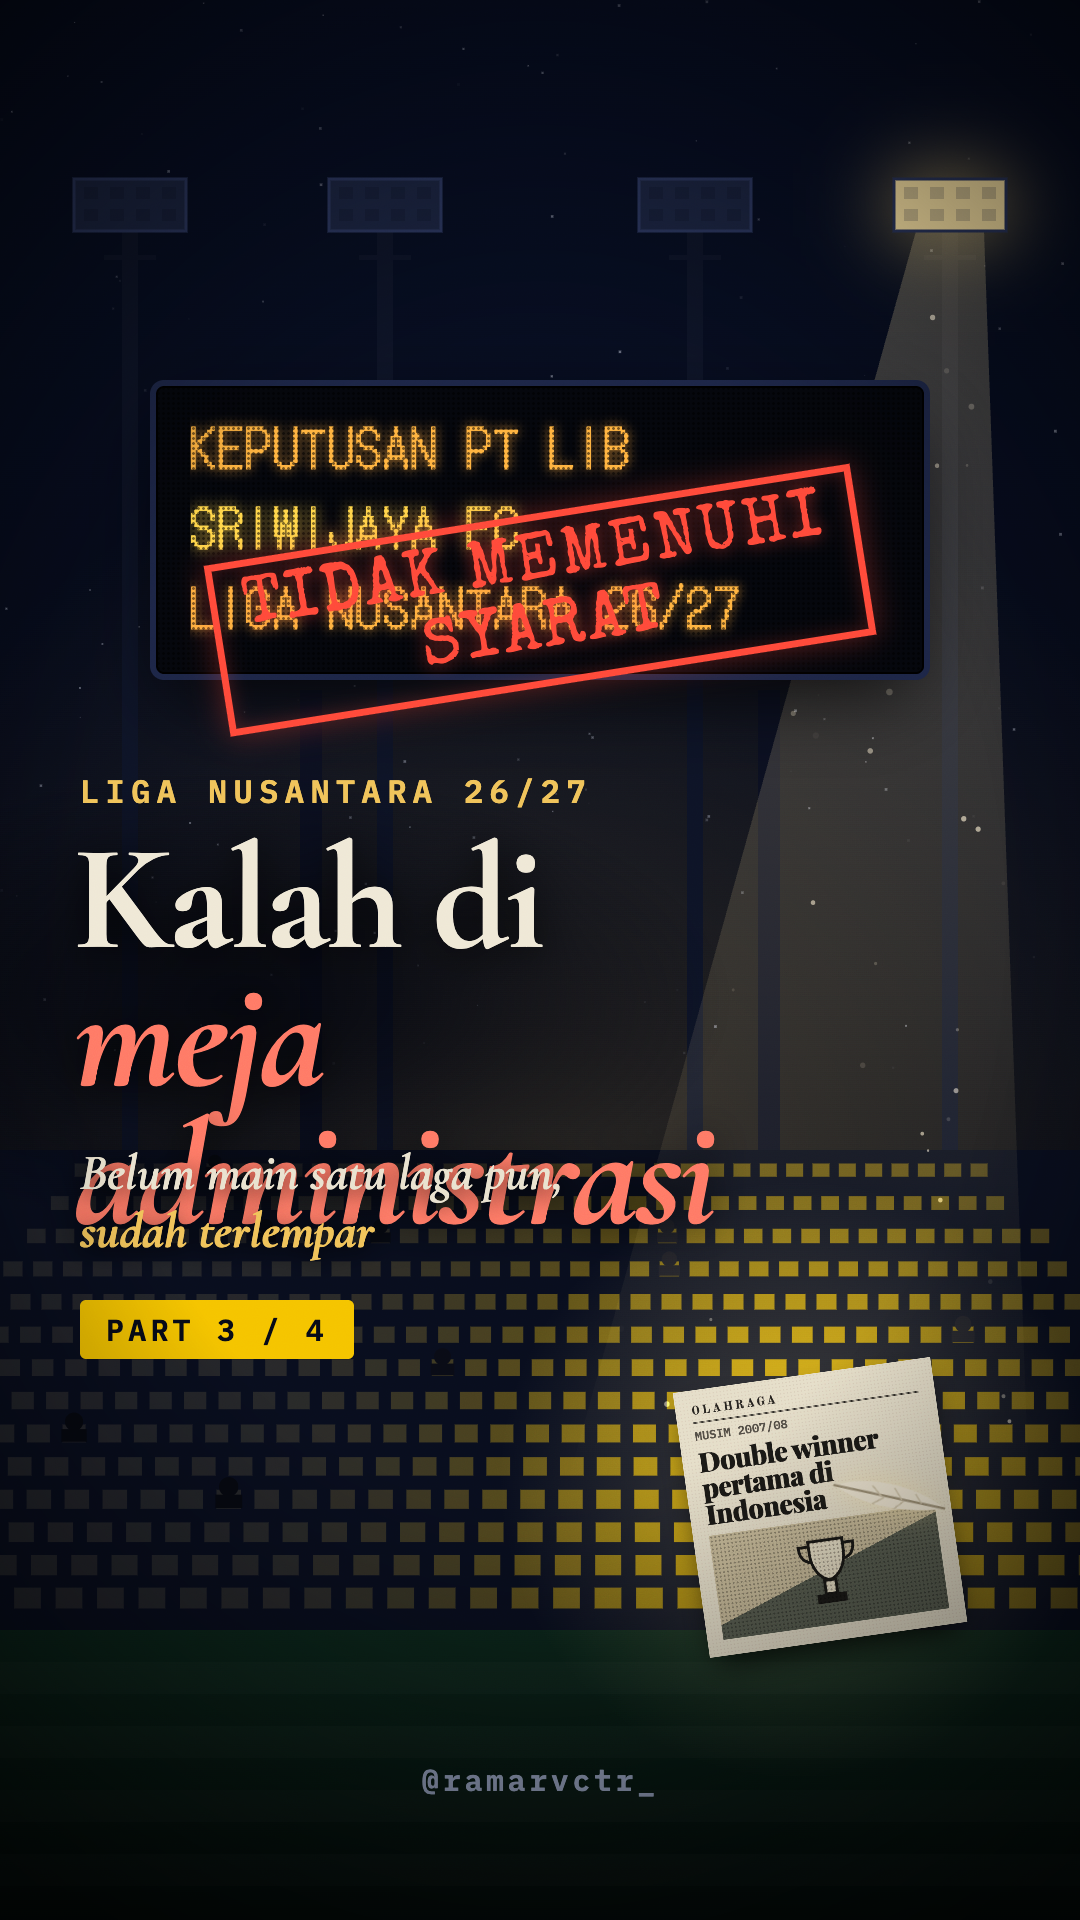 KEPUTUSAN PT LIB
SRIWIJAYA FC
LIGA NUSANTARA 26/27
TIDAK MEMENUHI
SYARAT
LIGA NUSANTARA 26/27
Kalah di
meja
administrasi
Belum main satu laga pun,
sudah terlempar
PART 3 / 4
OLAHRAGA
MUSIM 2007/08
Double winner
pertama di
Indonesia
@ramarvctr_